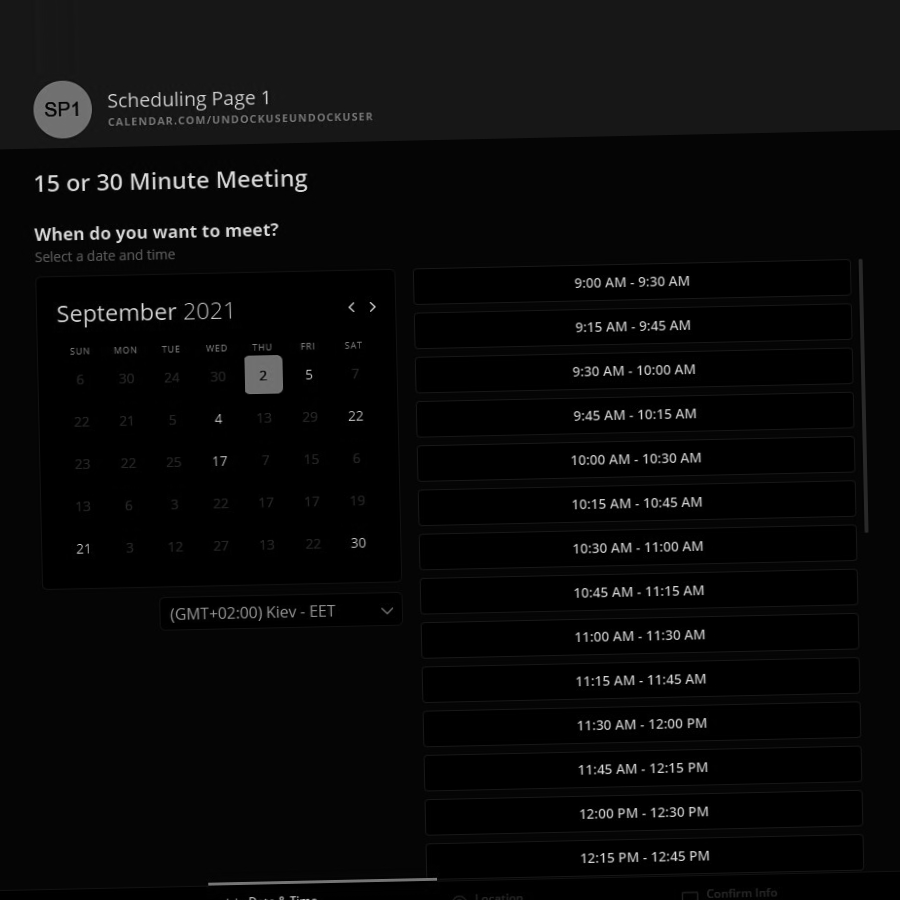 SP1
Scheduling Page 1
CALENDAR.COM/UNDOCKUSEUNDOCKUSER
15 or 30 Minute Meeting
When do you want to meet?
Select a date and time
September 2021
SUN MON TUE WED THU FRI SAT
6 30 24 30 2 5 7
22 21 5 4 13 29 22
23 22 25 17 7 15 6
13 6 3 22 17 17 19
21 3 12 27 13 22 30
(GMT+02:00) Kiev - EET
9:00 AM - 9:30 AM
9:15 AM - 9:45 AM
9:30 AM - 10:00 AM
9:45 AM - 10:15 AM
10:00 AM - 10:30 AM
10:15 AM - 10:45 AM
10:30 AM - 11:00 AM
10:45 AM - 11:15 AM
11:00 AM - 11:30 AM
11:15 AM - 11:45 AM
11:30 AM - 12:00 PM
11:45 AM - 12:15 PM
12:00 PM - 12:30 PM
12:15 PM - 12:45 PM
Date & Time
Location
Confirm Info